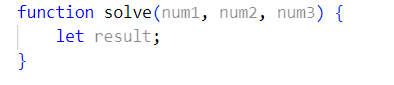 function solve(num1, num2, num3) {
    let result;
}